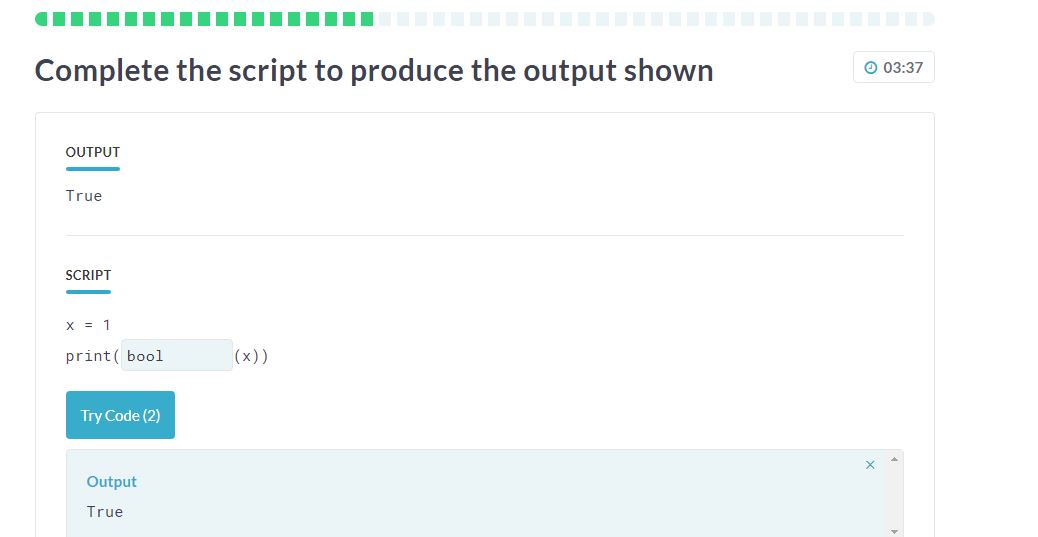 Complete the script to produce the output shown
03:37
OUTPUT
True
SCRIPT
x = 1
print(bool(x))
Try Code (2)
×
Output
True